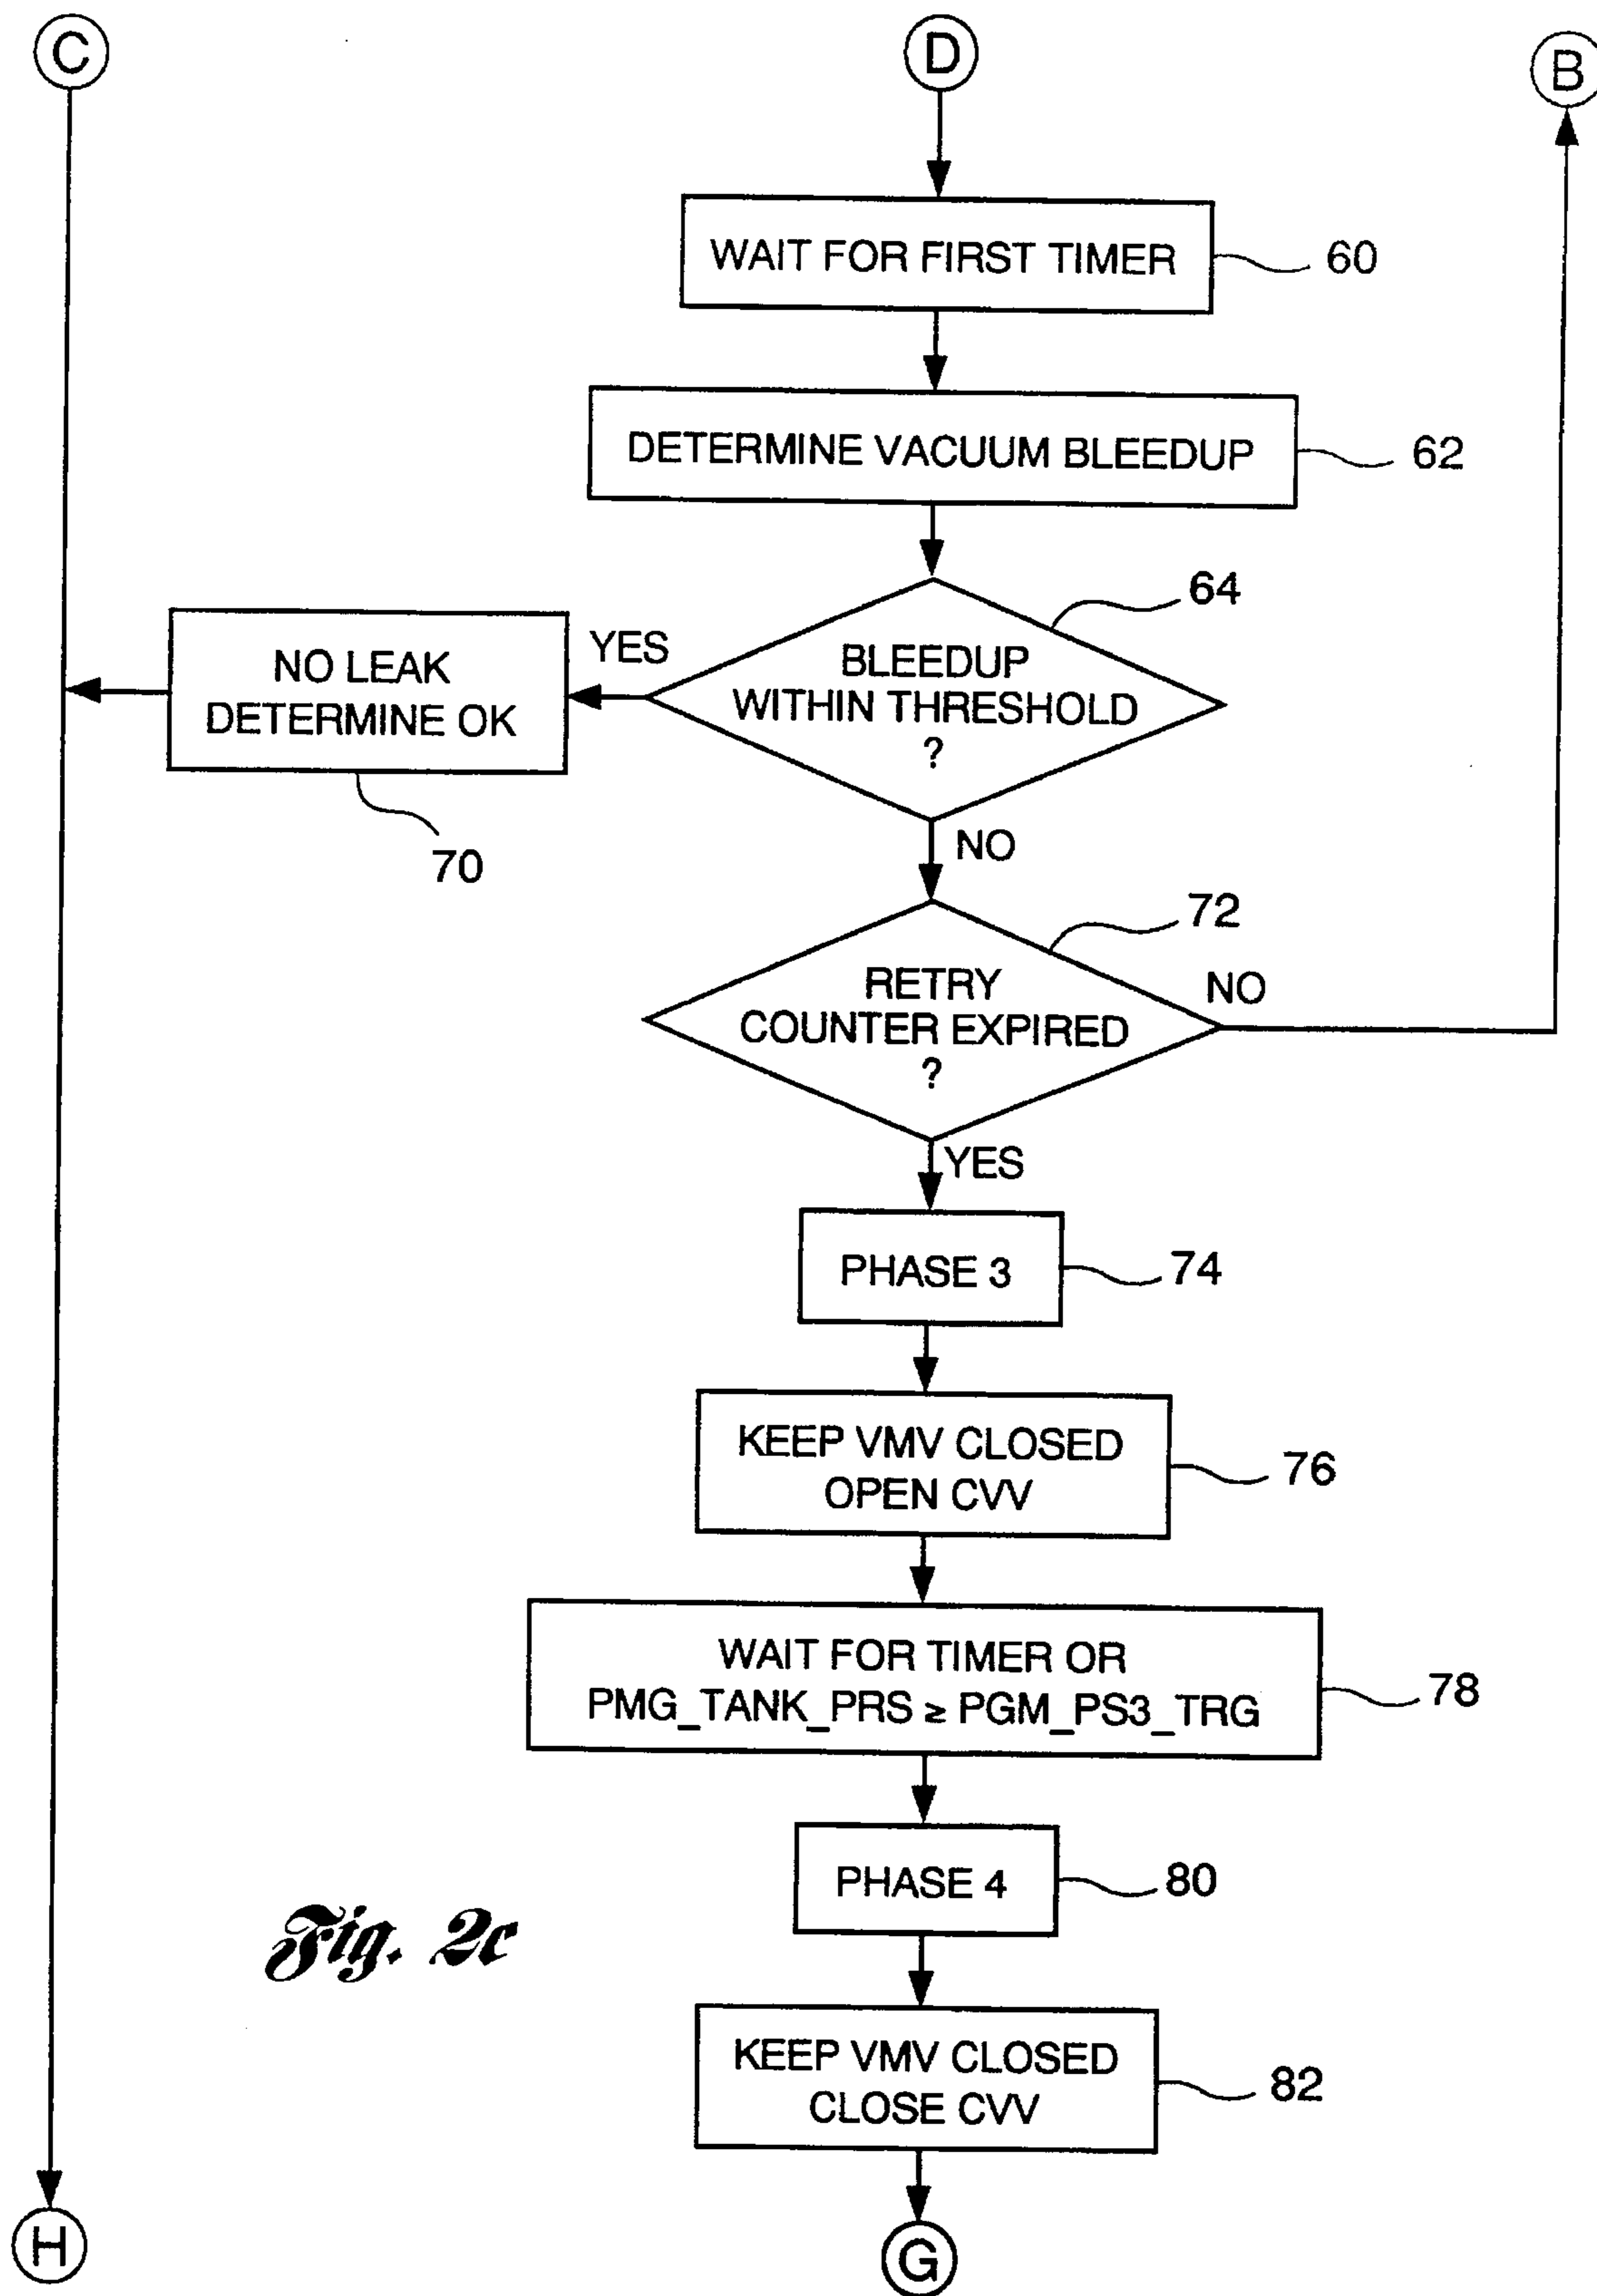 C
D
B
WAIT FOR FIRST TIMER
60
DETERMINE VACUUM BLEEDUP
62
64
BLEEDUP
WITHIN THRESHOLD
?
YES
NO LEAK
DETERMINE OK
70
NO
72
RETRY
COUNTER EXPIRED
?
NO
YES
PHASE 3
74
KEEP VMV CLOSED
OPEN CVV
76
WAIT FOR TIMER OR
PMG_TANK_PRS ≥ PGM_PS3_TRG
78
PHASE 4
80
Fig. 2c
KEEP VMV CLOSED
CLOSE CVV
82
H
G